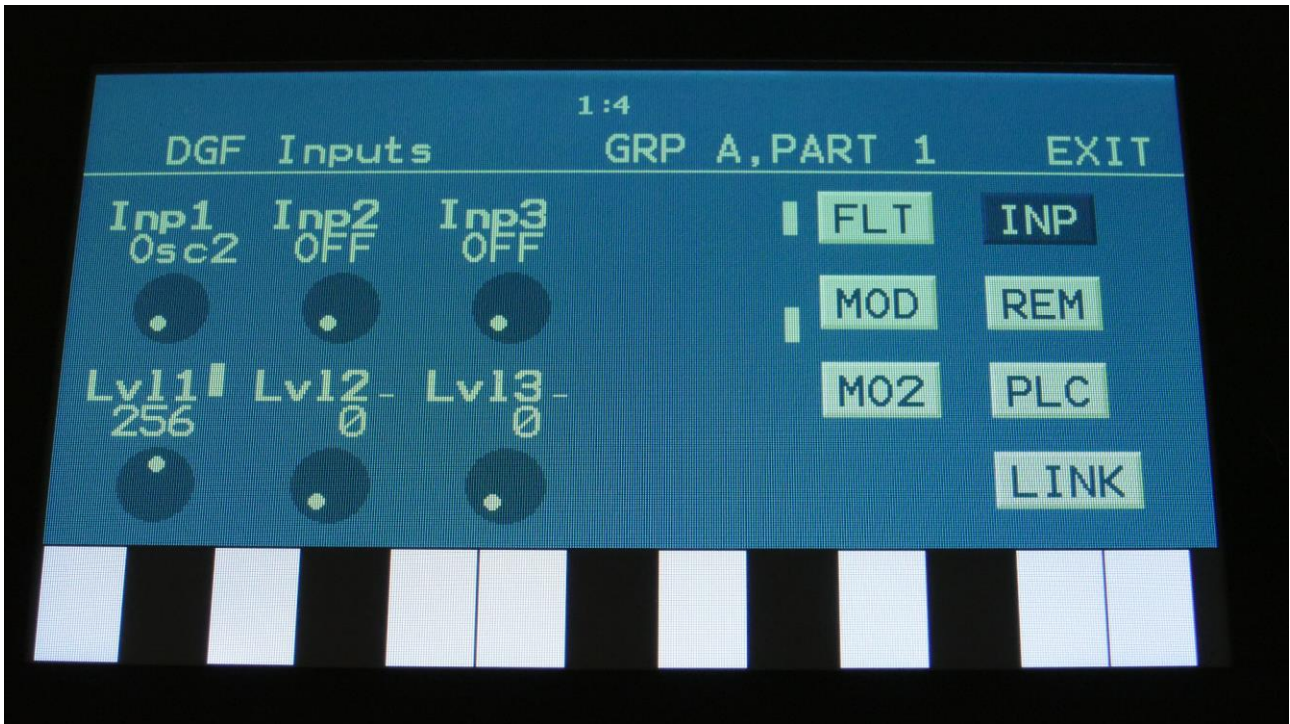 1:4
DGF Inputs GRP A,PART 1 EXIT
Inp1 Inp2 Inp3 FLT INP
Osc2 OFF OFF
MOD REM
Lvl1 Lvl2 Lvl3 MO2 PLC
256 0 0
LINK